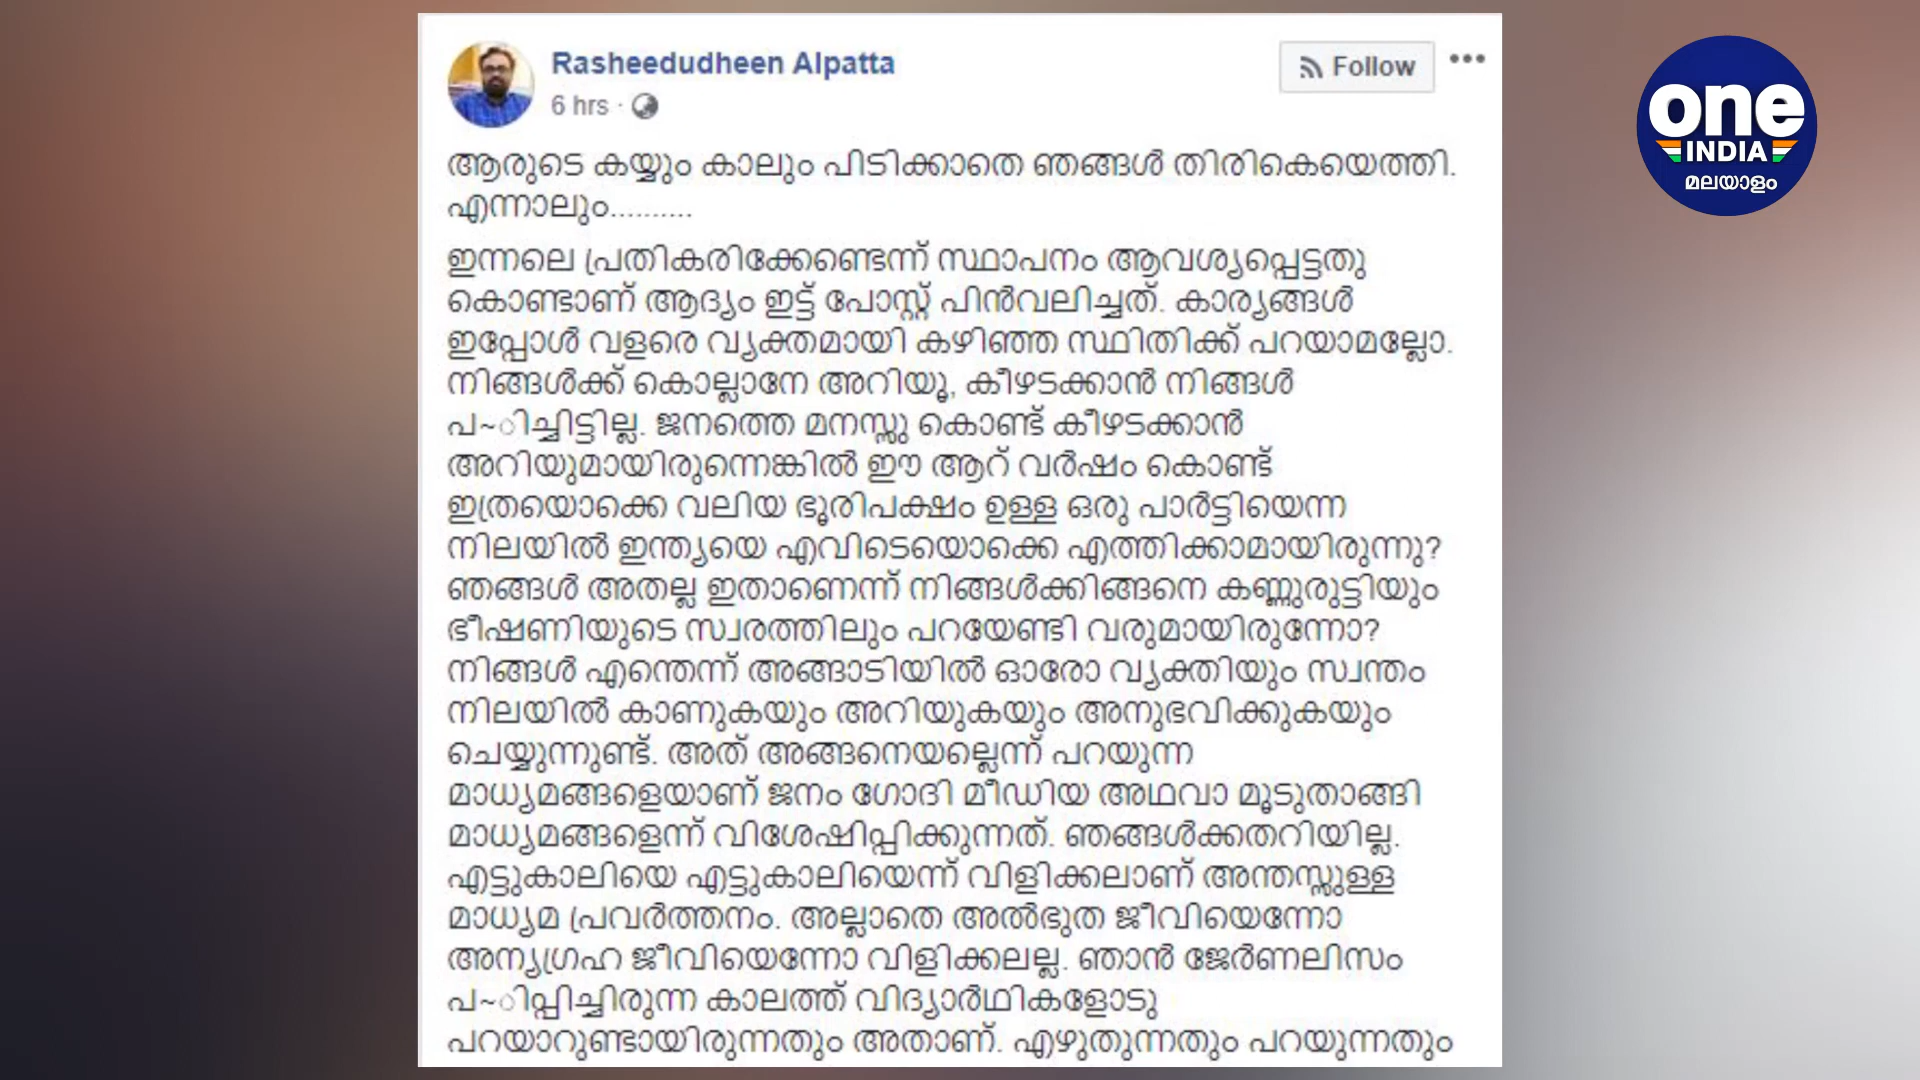 Rasheedudheen Alpatta
Follow
6 hrs ·
one
INDIA
മലയാളം
ആരുടെ കയ്യും കാലും പിടിക്കാതെ ഞങ്ങൾ തിരികെയെത്തി.
എന്നാലും..........
ഇന്നലെ പ്രതികരിക്കേണ്ടെന്ന് സ്ഥാപനം ആവശ്യപ്പെട്ടതു
കൊണ്ടാണ് ആദ്യം ഇട്ട് പോസ്റ്റ് പിൻവലിച്ചത്. കാര്യങ്ങൾ
ഇപ്പോൾ വളരെ വ്യക്തമായി കഴിഞ്ഞ സ്ഥിതിക്ക് പറയാമല്ലോ.
നിങ്ങൾക്ക് കൊല്ലാനേ അറിയൂ, കീഴടക്കാൻ നിങ്ങൾ
പ~ിച്ചിട്ടില്ല. ജനത്തെ മനസ്സു കൊണ്ട് കീഴടക്കാൻ
അറിയുമായിരുന്നെങ്കിൽ ഈ ആറ് വർഷം കൊണ്ട്
ഇത്രയൊക്കെ വലിയ ഭൂരിപക്ഷം ഉള്ള ഒരു പാർട്ടിയെന്ന
നിലയിൽ ഇന്ത്യയെ എവിടെയൊക്കെ എത്തിക്കാമായിരുന്നു?
ഞങ്ങൾ അതല്ല ഇതാണെന്ന് നിങ്ങൾക്കിങ്ങനെ കണ്ണുരുട്ടിയും
ഭീഷണിയുടെ സ്വരത്തിലും പറയേണ്ടി വരുമായിരുന്നോ?
നിങ്ങൾ എന്തെന്ന് അങ്ങാടിയിൽ ഓരോ വ്യക്തിയും സ്വന്തം
നിലയിൽ കാണുകയും അറിയുകയും അനുഭവിക്കുകയും
ചെയ്യുന്നുണ്ട്. അത് അങ്ങനെയല്ലെന്ന് പറയുന്ന
മാധ്യമങ്ങളെയാണ് ജനം ഗോദി മീഡിയ അഥവാ മൂടുതാങ്ങി
മാധ്യമങ്ങളെന്ന് വിശേഷിപ്പിക്കുന്നത്. ഞങ്ങൾക്കതറിയില്ല.
എട്ടുകാലിയെ എട്ടുകാലിയെന്ന് വിളിക്കലാണ് അന്തസ്സുള്ള
മാധ്യമ പ്രവർത്തനം. അല്ലാതെ അൽഭുത ജീവിയെന്നോ
അന്യഗ്രഹ ജീവിയെന്നോ വിളിക്കലല്ല. ഞാൻ ജേർണലിസം
പ~ിപ്പിച്ചിരുന്ന കാലത്ത് വിദ്യാർഥികളോടു
പറയാറുണ്ടായിരുന്നതും അതാണ്. എഴുതുന്നതും പറയുന്നതും